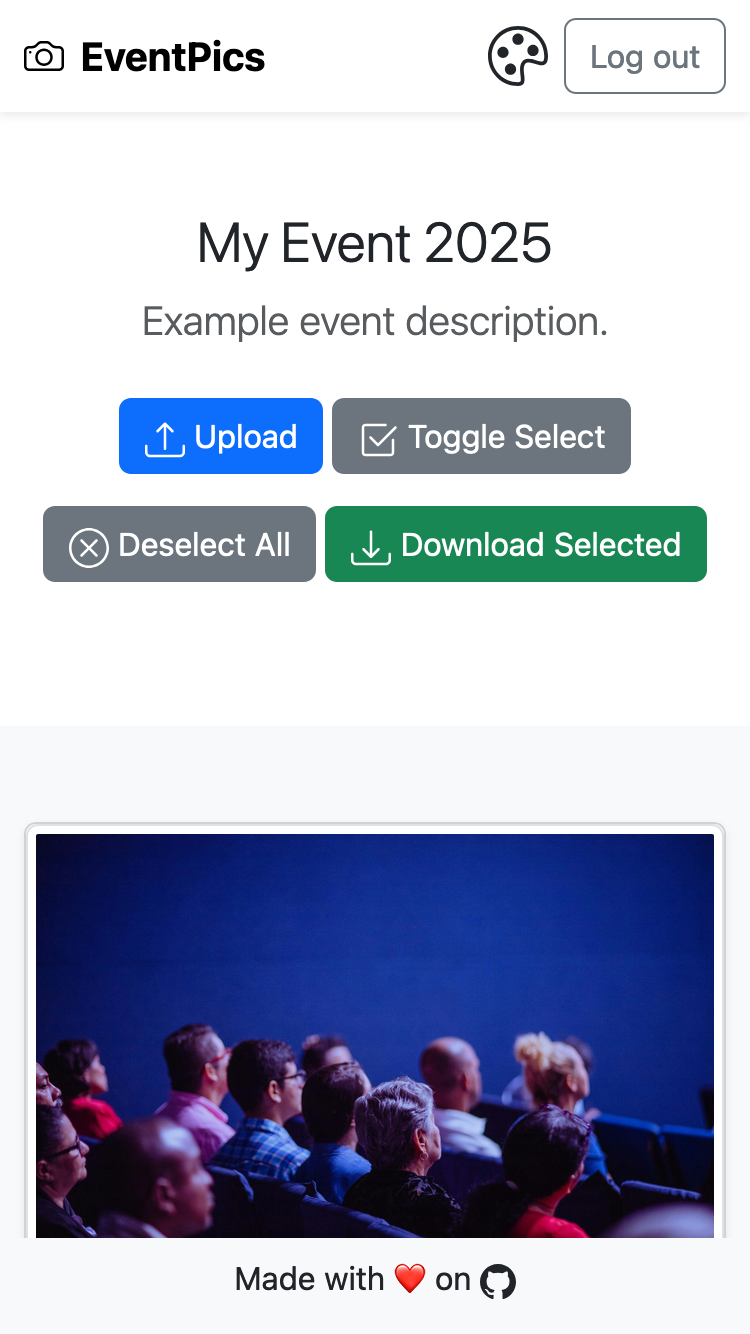 EventPics
Log out
My Event 2025
Example event description.
Upload
Toggle Select
Deselect All
Download Selected
Made with ❤️ on